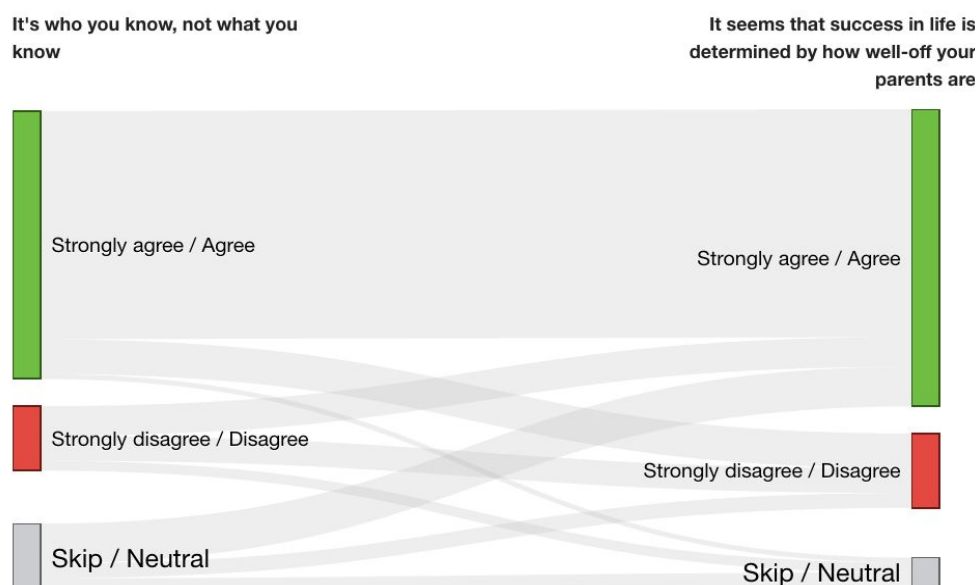 It's who you know, not what you
know
It seems that success in life is
determined by how well-off your
parents are
Strongly agree / Agree
Strongly agree / Agree
Strongly disagree / Disagree
Strongly disagree / Disagree
Skip / Neutral
Skip / Neutral